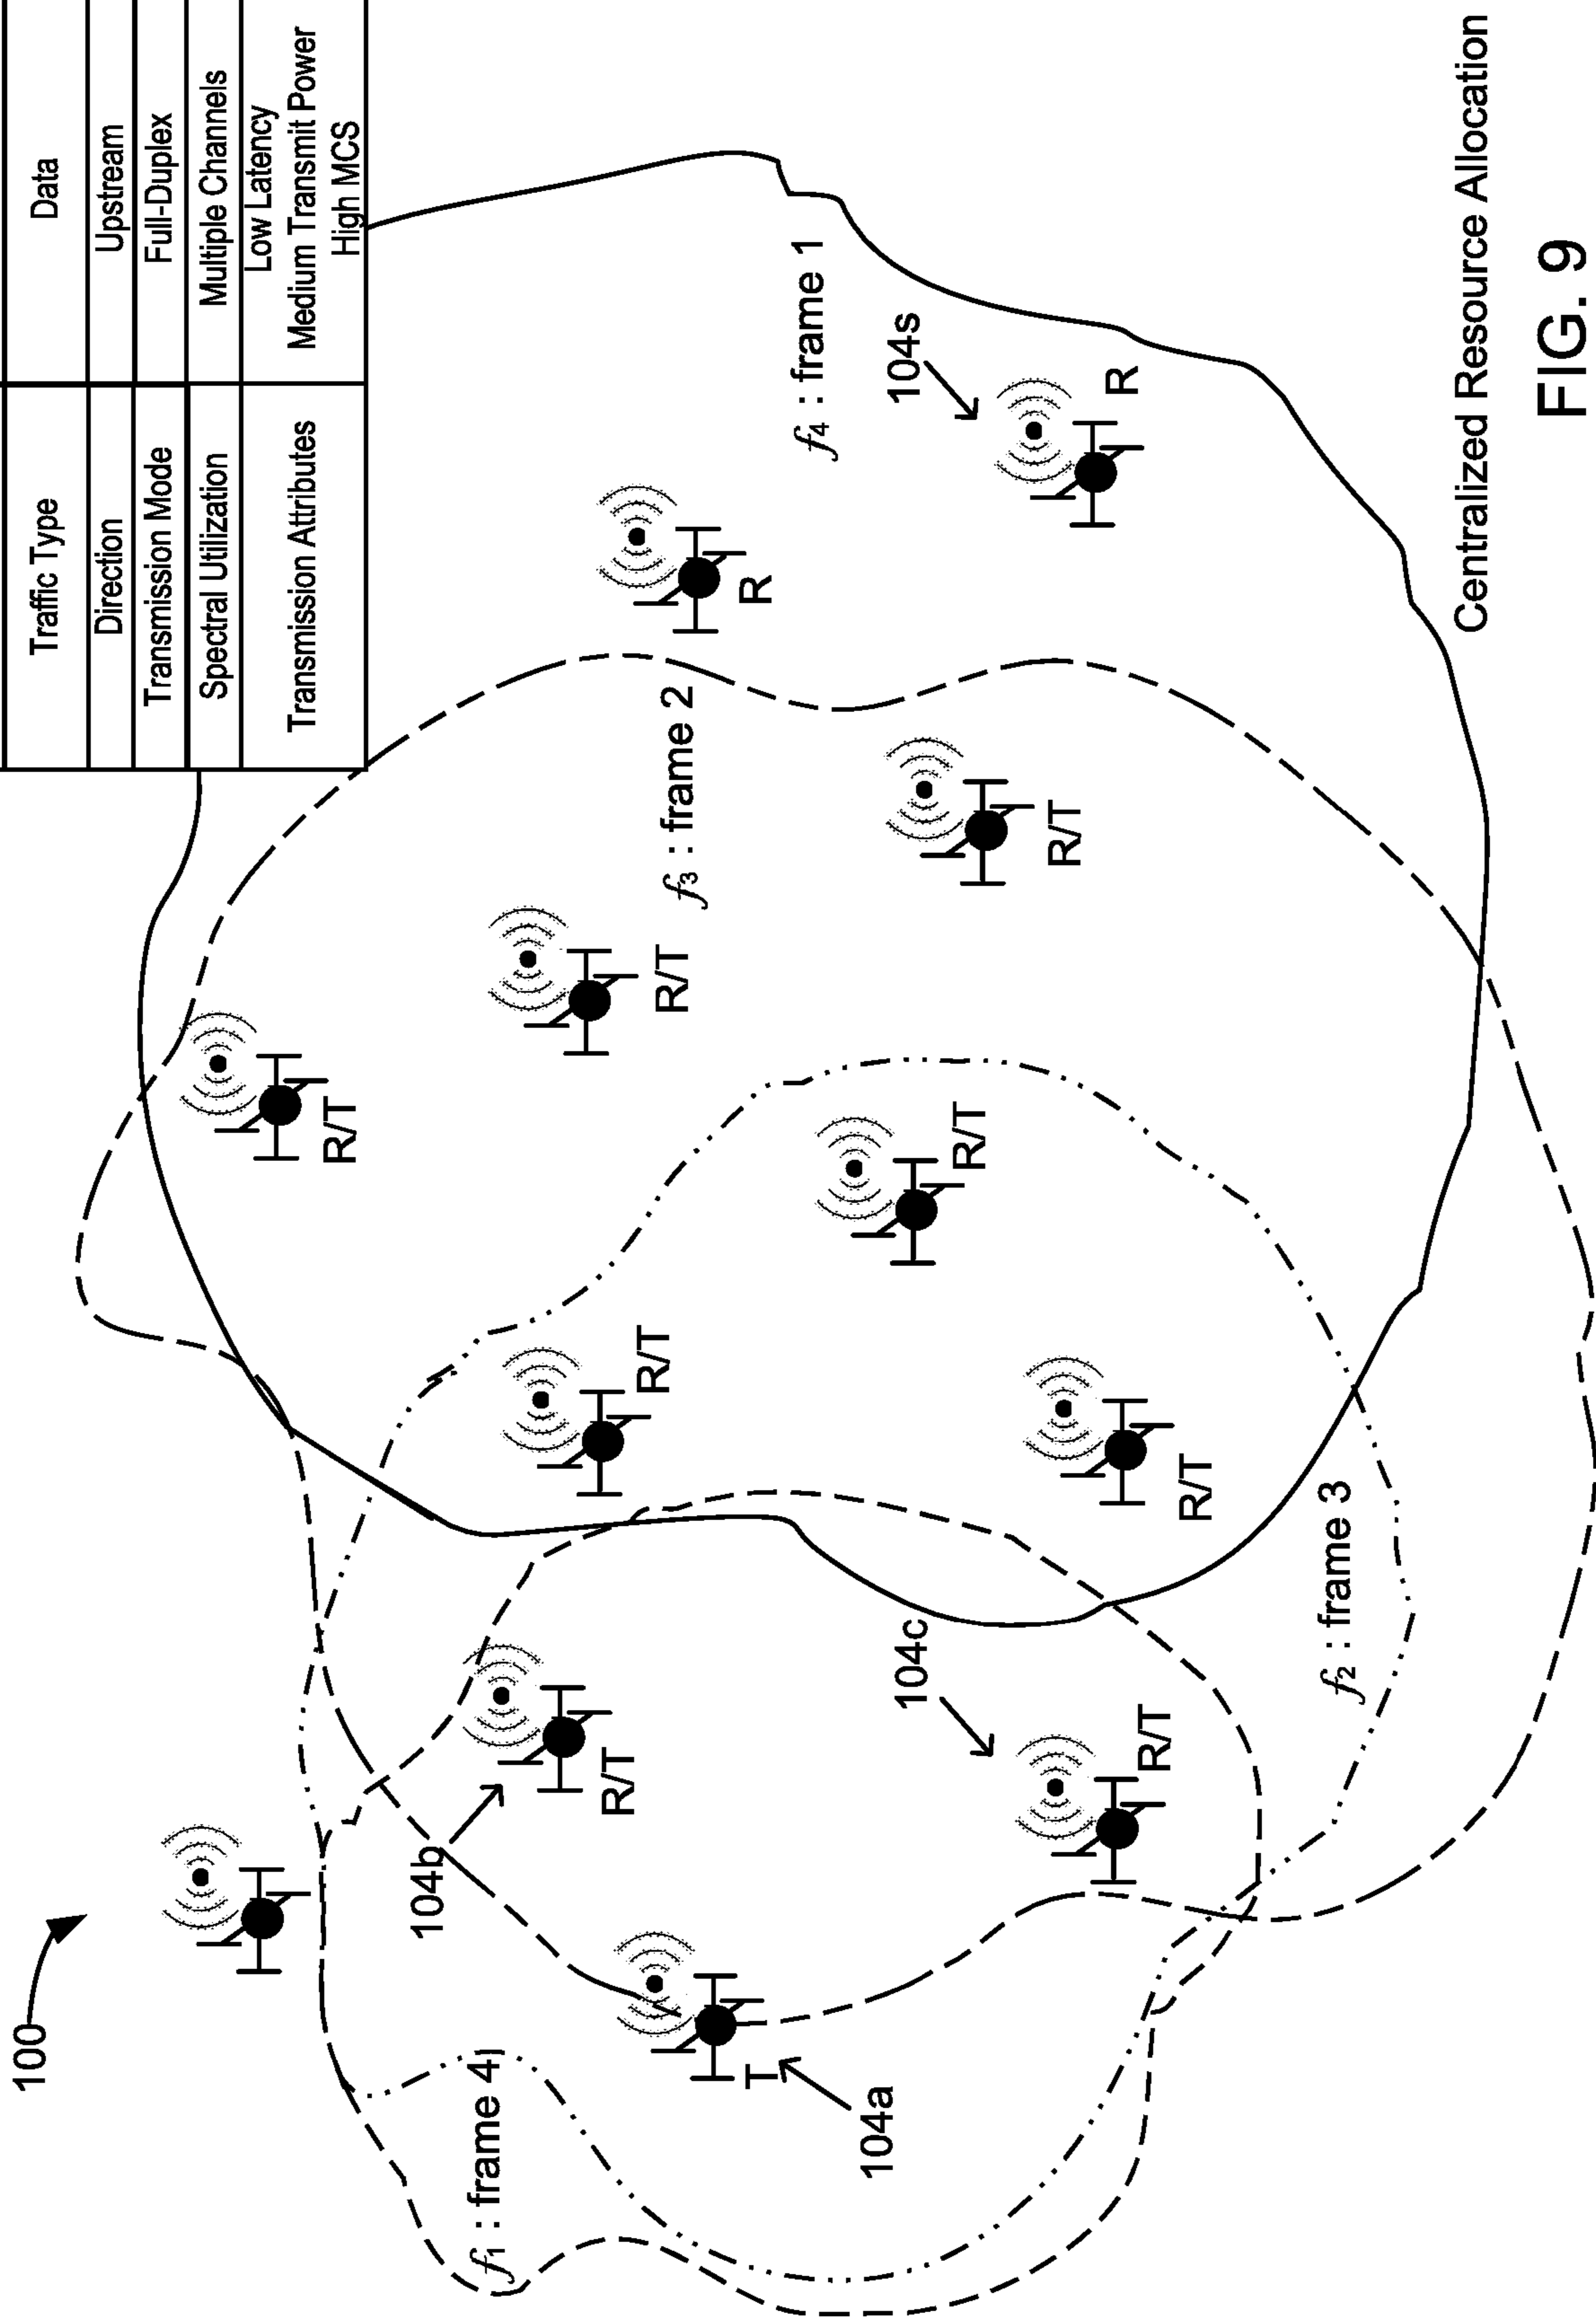 100
Traffic Type Data
Direction Upstream
Transmission Mode Full-Duplex
Spectral Utilization Multiple Channels
Transmission Attributes Low Latency
Medium Transmit Power
High MCS
R/T
R/T
R
f1 : frame 4
104b
R/T
R/T
f3 : frame 2
f4 : frame 1
T
104a
104c
R/T
R/T
104s
R/T
R/T
R
f2 : frame 3
Centralized Resource Allocation
FIG. 9